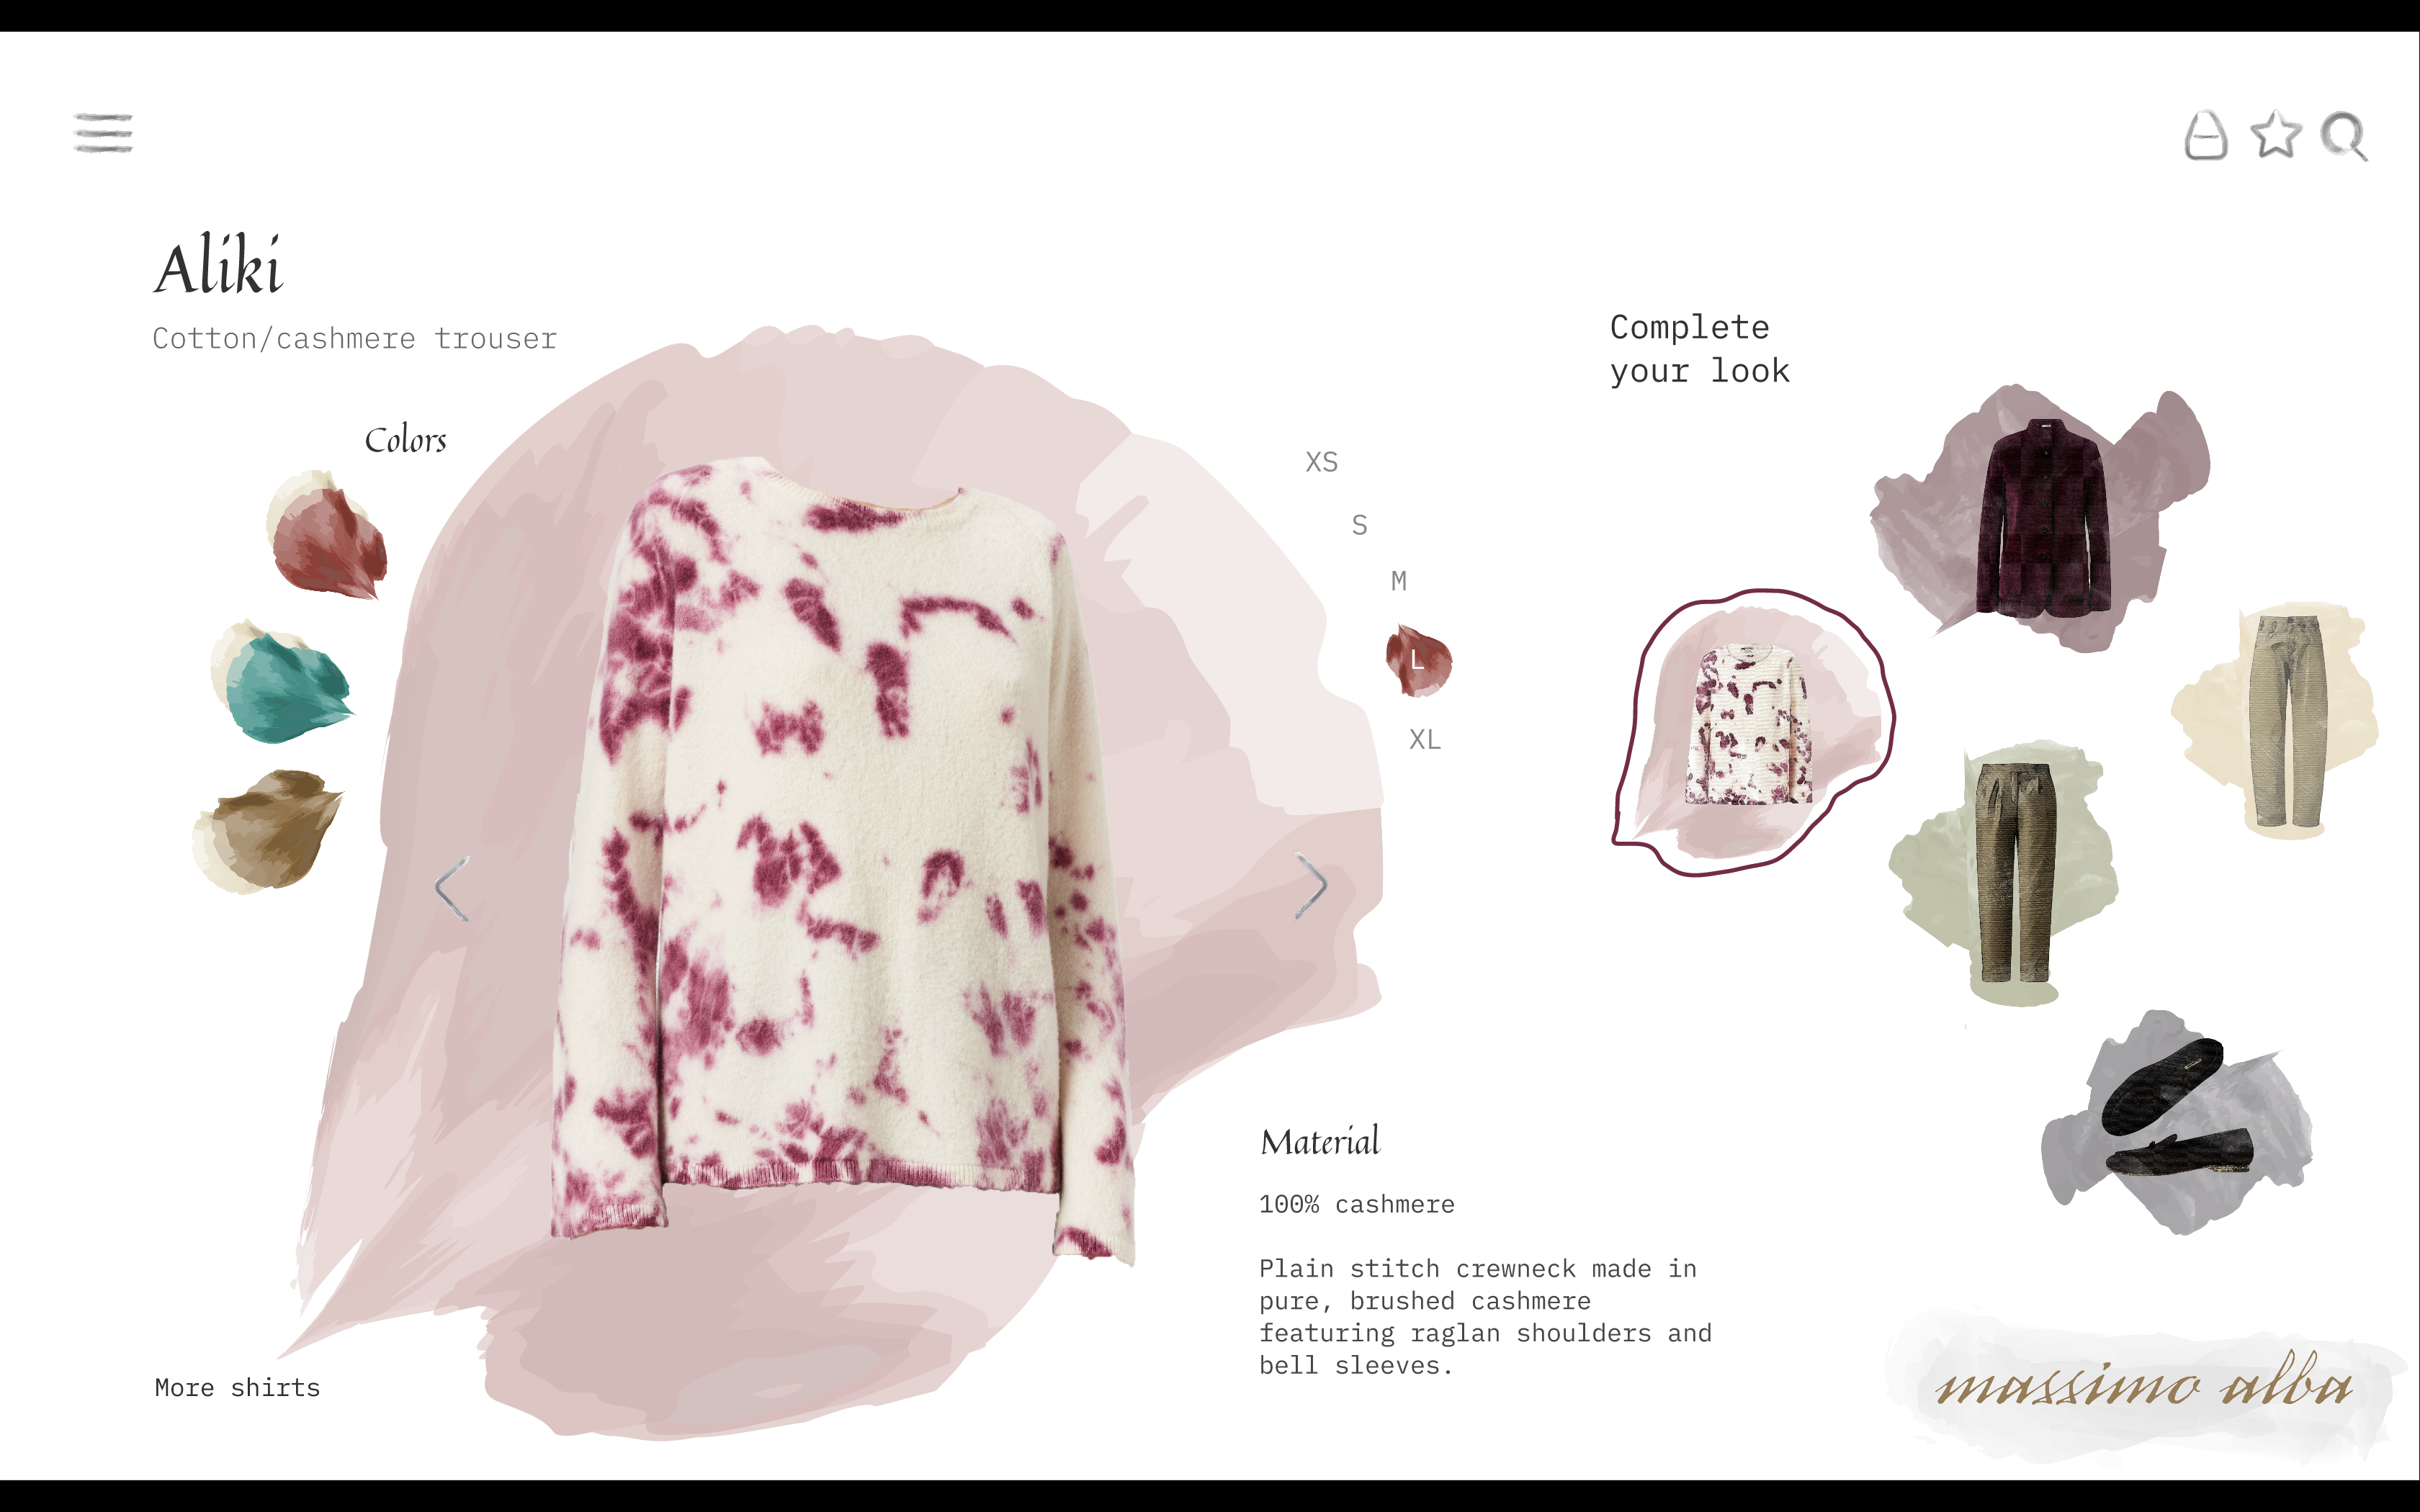 Aliki
Cotton/cashmere trouser
Colors
XS
S
M
L
XL
Complete
your look
Material
100% cashmere
Plain stitch crewneck made in
pure, brushed cashmere
featuring raglan shoulders and
bell sleeves.
More shirts
massimo alba